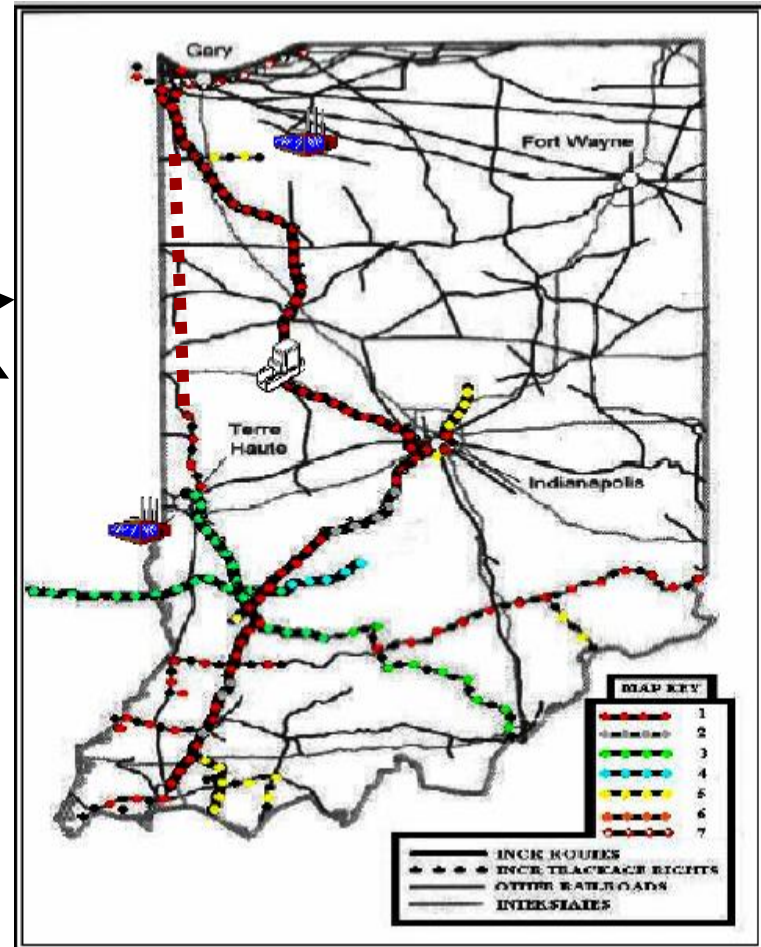 Gary
Fort Wayne
Terre
Haute
Indianapolis
MAP KEY
1
2
3
4
5
6
7
INCR ROUTES
INCR TRACKAGE RIGHTS
OTHER RAILROADS
INTERSTATES